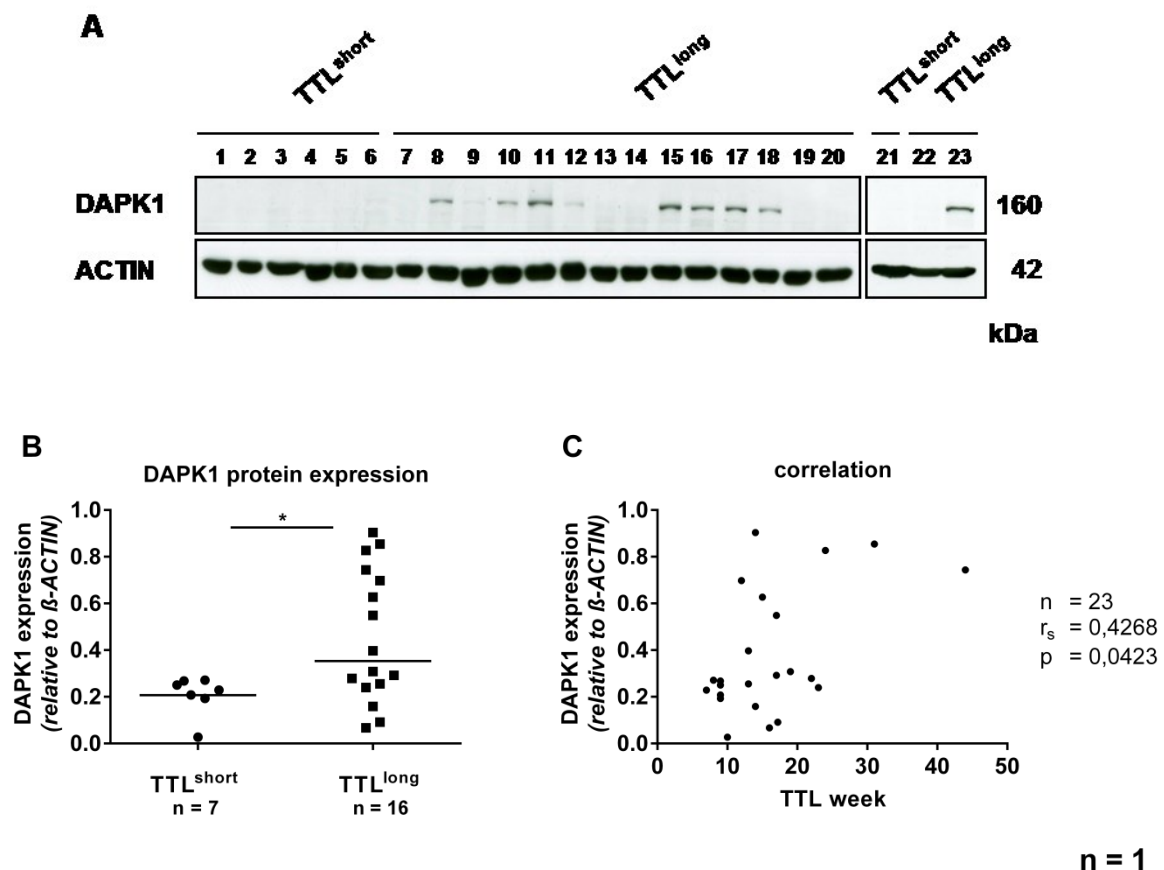 A
TTLshort TTLlong TTLshort TTLlong
1 2 3 4 5 6 7 8 9 10 11 12 13 14 15 16 17 18 19 20 21 22 23
DAPK1 160
ACTIN 42
kDa
B
DAPK1 protein expression
DAPK1 expression
(relative to ß-ACTIN)
1.0
0.8
0.6
0.4
0.2
0.0
*
TTLshort TTLlong
n = 7 n = 16
C
correlation
DAPK1 expression
(relative to ß-ACTIN)
1.0
0.8
0.6
0.4
0.2
0.0
0 10 20 30 40 50
TTL week
n = 23
rs = 0,4268
p = 0,0423
n = 1